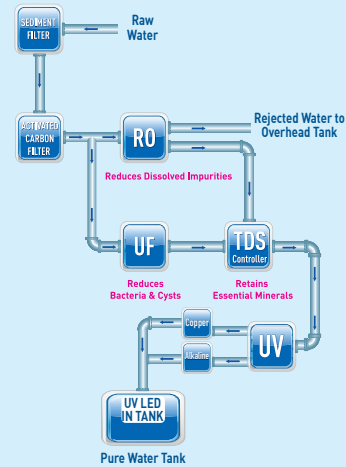 SEDIMENT
FILTER
Raw
Water
ACTIVATED
CARBON
FILTER
RO
Rejected Water to
Overhead Tank
Reduces Dissolved Impurities
UF
TDS
Controller
Reduces
Bacteria & Cysts
Retains
Essential Minerals
Copper
Alkaline
UV
UV LED
IN TANK
Pure Water Tank